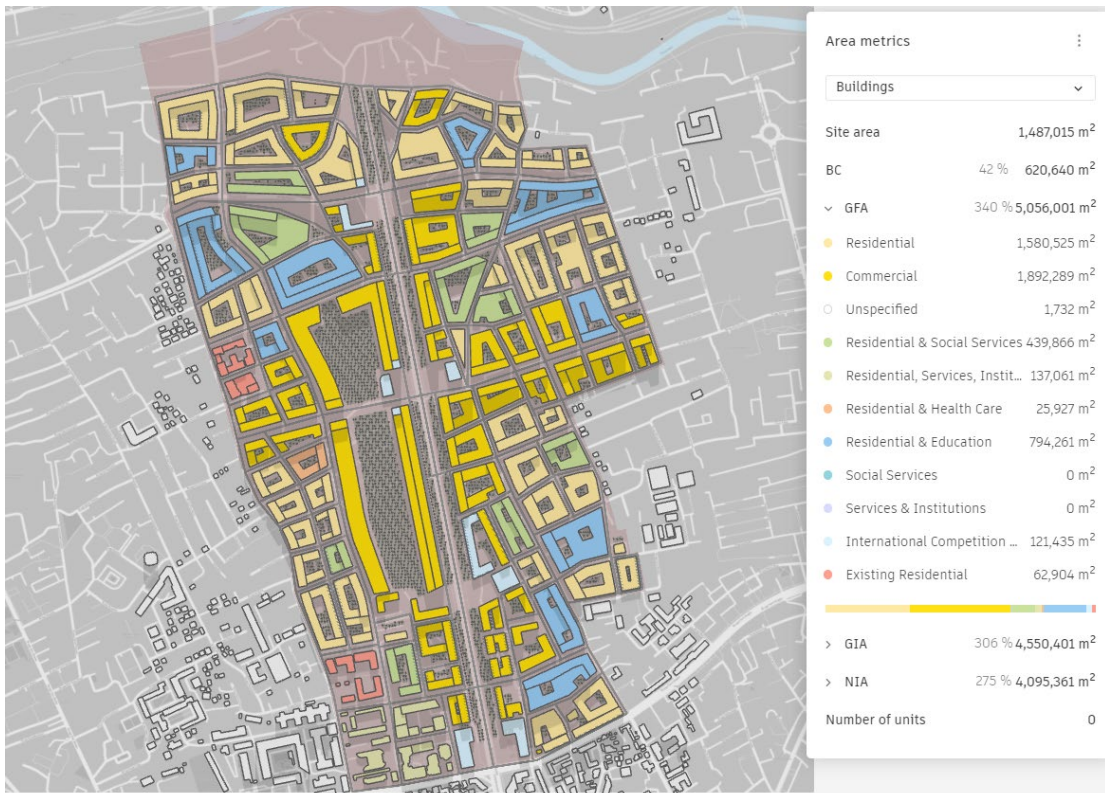 Area metrics
Buildings
Site area 1,487,015 m²
BC 42 % 620,640 m²
GFA 340 % 5,056,001 m²
Residential 1,580,525 m²
Commercial 1,892,289 m²
Unspecified 1,732 m²
Residential & Social Services 439,866 m²
Residential, Services, Instit... 137,061 m²
Residential & Health Care 25,927 m²
Residential & Education 794,261 m²
Social Services 0 m²
Services & Institutions 0 m²
International Competition ... 121,435 m²
Existing Residential 62,904 m²
GIA 306 % 4,550,401 m²
NIA 275 % 4,095,361 m²
Number of units 0